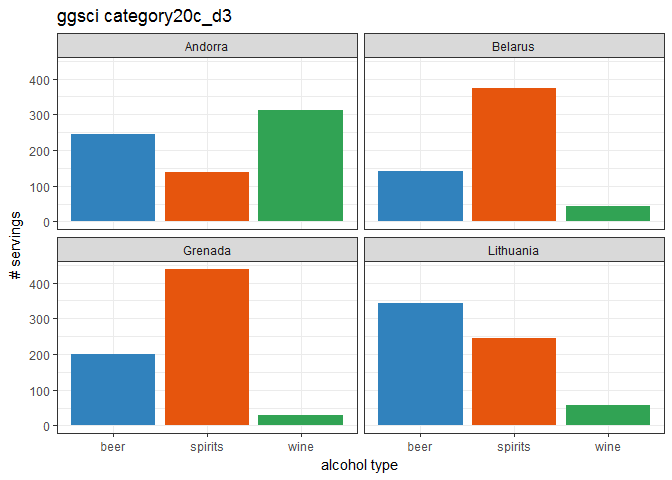 ggsci category20c_d3
Andorra
Belarus
400
300
200
100
0
# servings
Grenada
Lithuania
400
300
200
100
0
beer spirits wine beer spirits wine
alcohol type